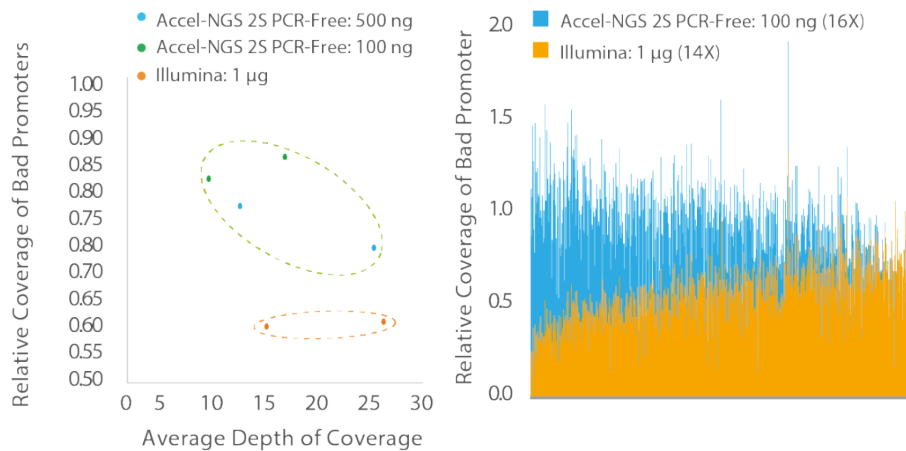 Accel-NGS 2S PCR-Free: 500 ng
Accel-NGS 2S PCR-Free: 100 ng
Illumina: 1 µg
Relative Coverage of Bad Promoters
1.00
0.95
0.90
0.85
0.80
0.75
0.80
0.70
0.65
0.60
0.55
0.50
0 5 10 15 20 25 30
Average Depth of Coverage
Accel-NGS 2S PCR-Free: 100 ng (16X)
Illumina: 1 µg (14X)
Relative Coverage of Bad Promoter
2.0
1.5
1.0
0.5
0.0